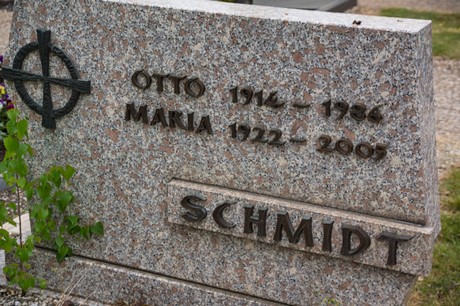 OTTO 1914 – 1986
MARIA 1922 – 2005
SCHMIDT